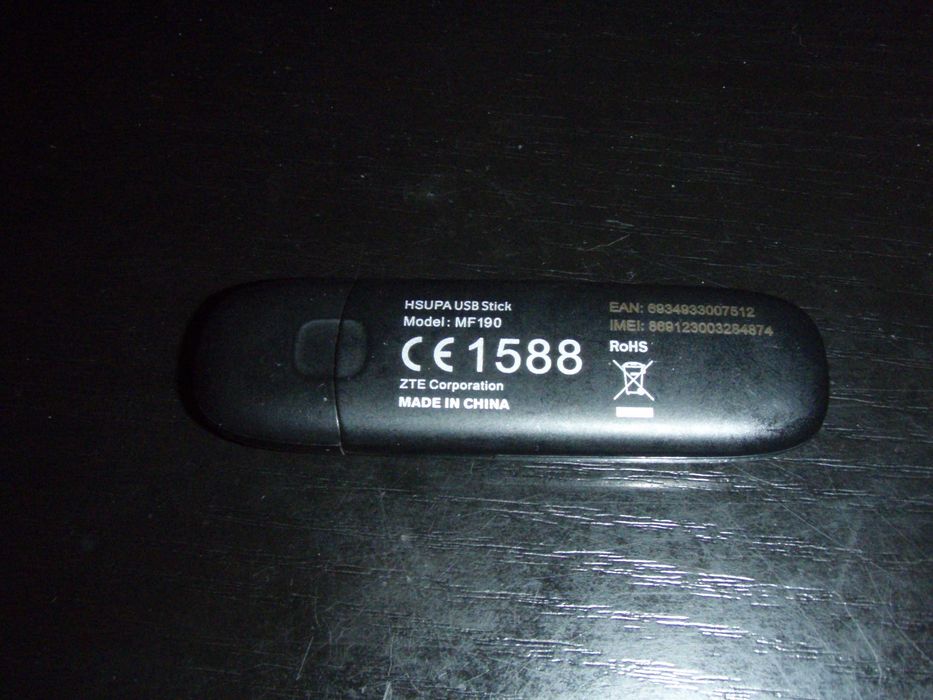 HSUPA USB Stick
Model: MF190
CE 1588
ZTE Corporation
MADE IN CHINA
EAN: 6934933007512
IMEI: 869123003284874
RoHS